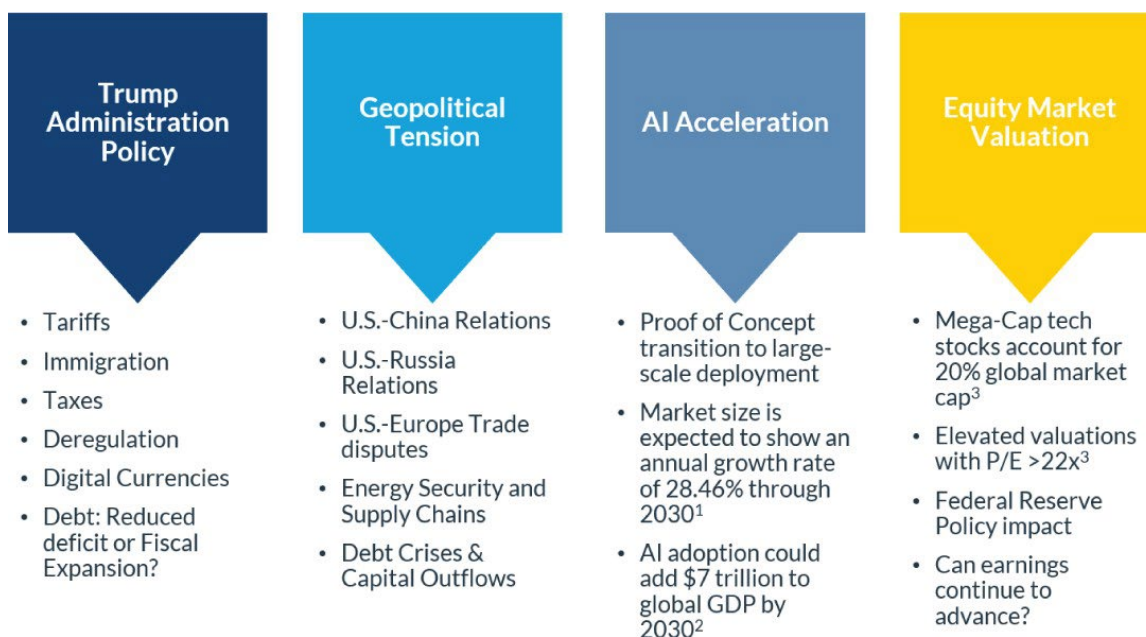 Trump
Administration
Policy
• Tariffs
• Immigration
• Taxes
• Deregulation
• Digital Currencies
• Debt: Reduced
deficit or Fiscal
Expansion?
Geopolitical
Tension
• U.S.-China Relations
• U.S.-Russia
Relations
• U.S.-Europe Trade
disputes
• Energy Security and
Supply Chains
• Debt Crises &
Capital Outflows
AI Acceleration
• Proof of Concept
transition to large-
scale deployment
• Market size is
expected to show an
annual growth rate
of 28.46% through
2030¹
• AI adoption could
add $7 trillion to
global GDP by
2030²
Equity Market
Valuation
• Mega-Cap tech
stocks account for
20% global market
cap³
• Elevated valuations
with P/E >22x³
• Federal Reserve
Policy impact
• Can earnings
continue to
advance?